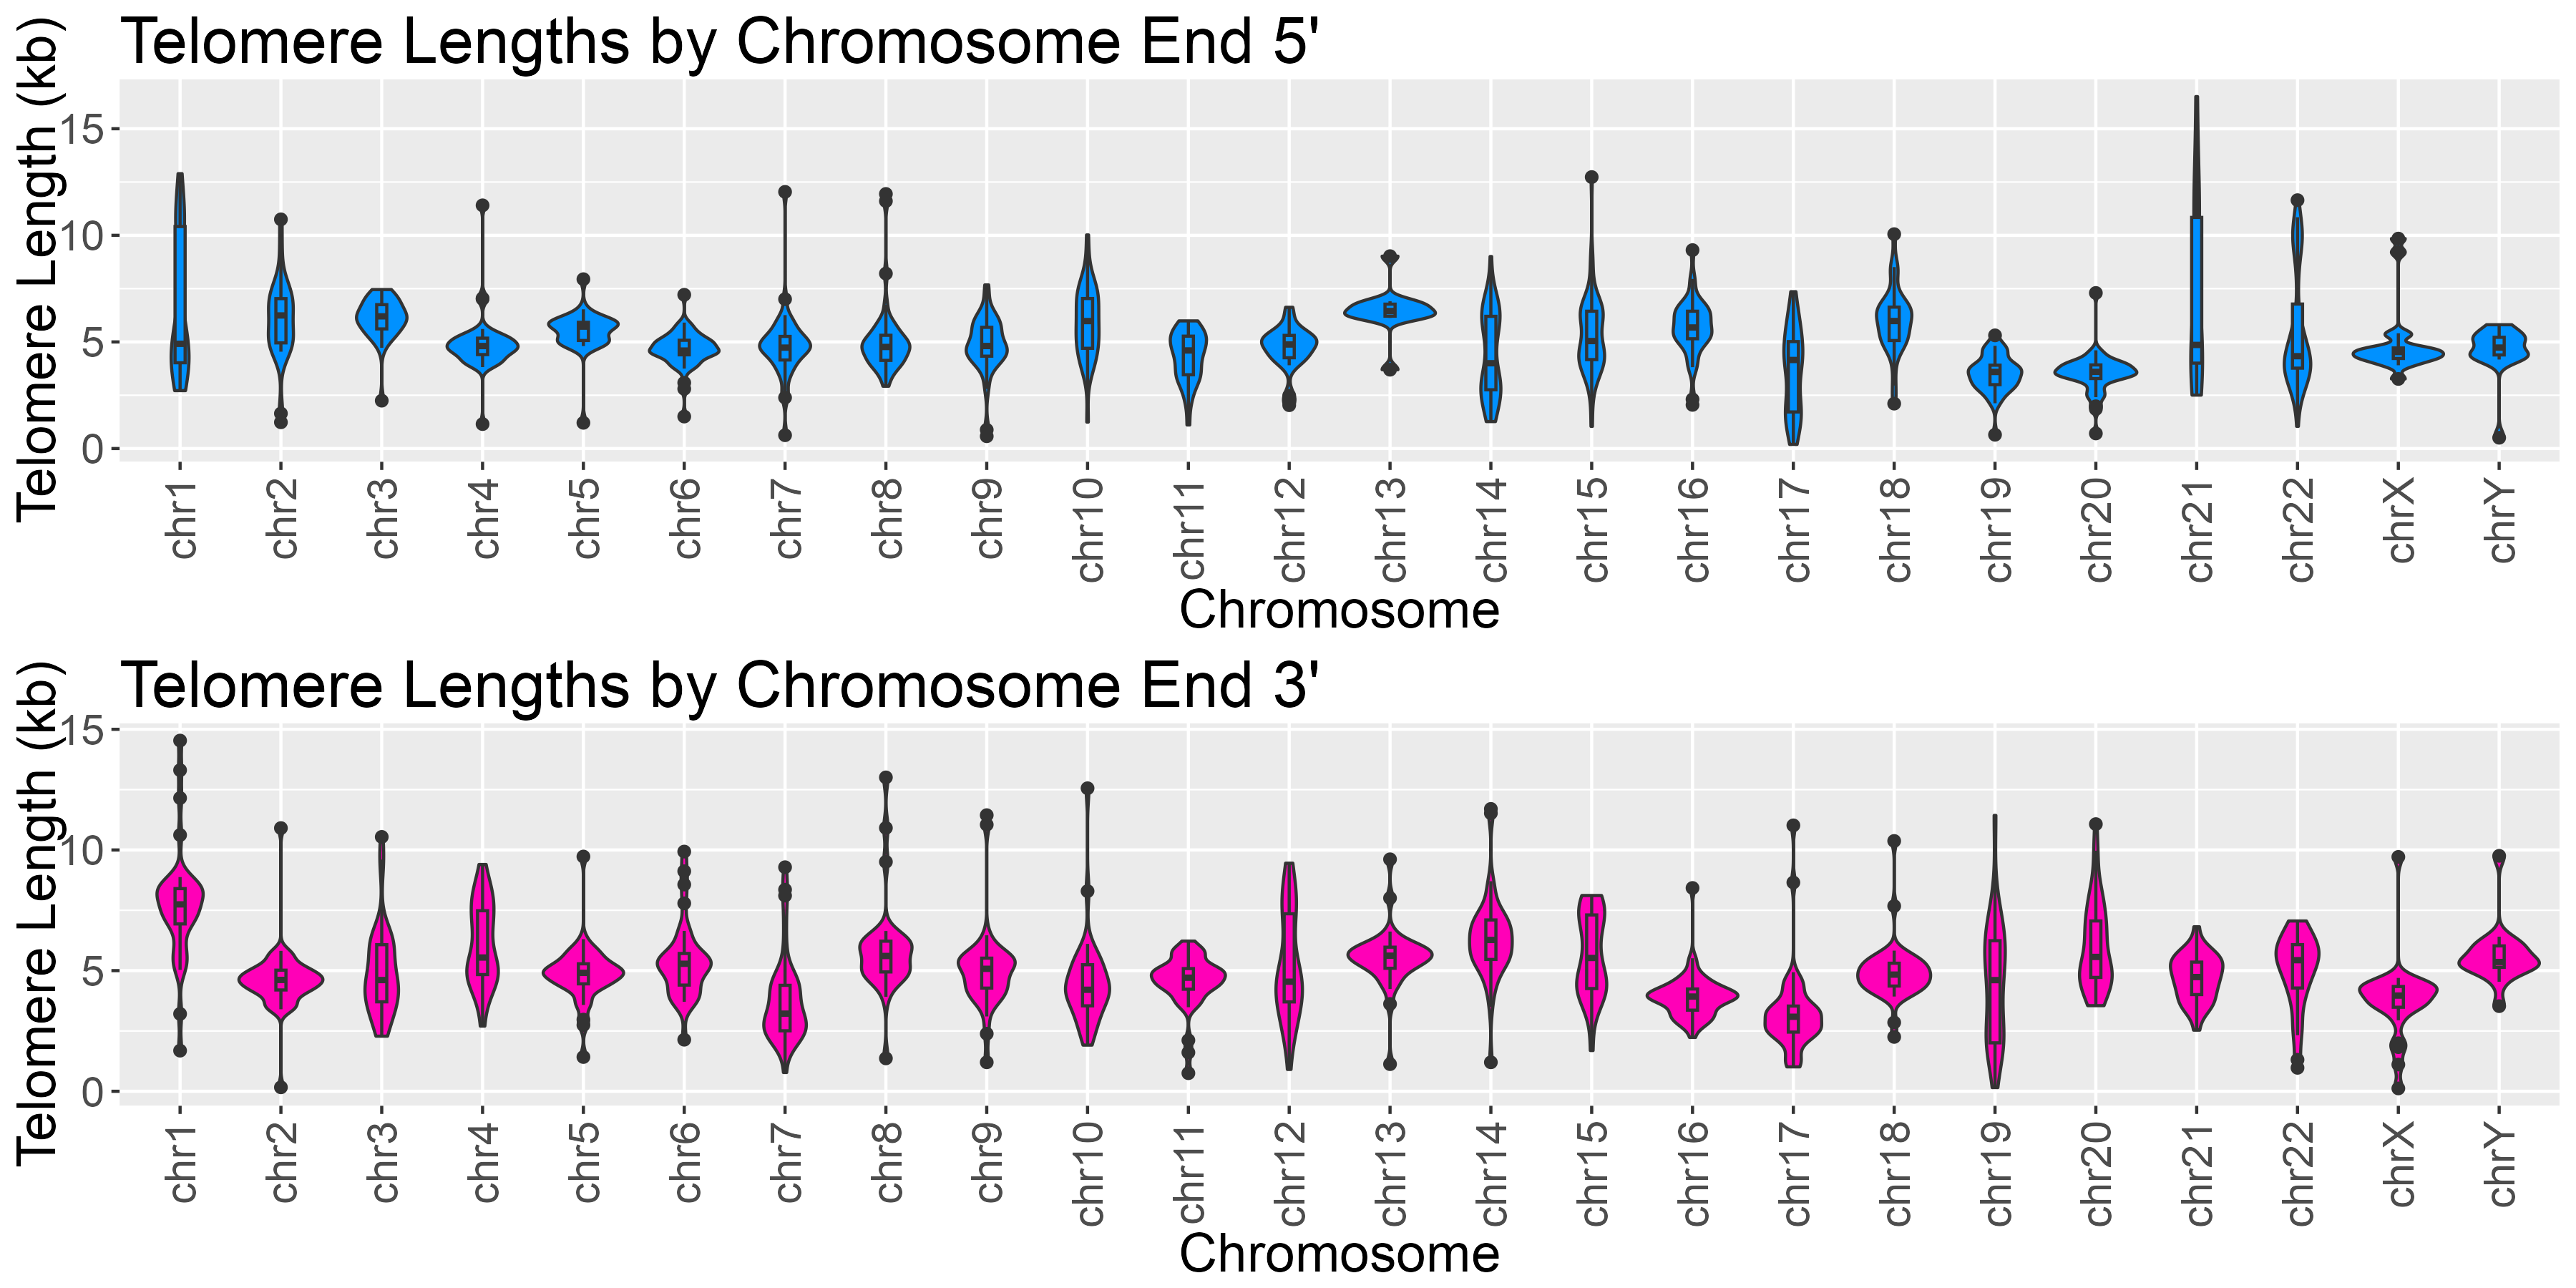 Telomere Lengths by Chromosome End 5'
Telomere Length (kb)
15
10
5
0
chr1 chr2 chr3 chr4 chr5 chr6 chr7 chr8 chr9 chr10 chr11 chr12 chr13 chr14 chr15 chr16 chr17 chr18 chr19 chr20 chr21 chr22 chrX chrY
Chromosome
Telomere Lengths by Chromosome End 3'
Telomere Length (kb)
15
10
5
0
chr1 chr2 chr3 chr4 chr5 chr6 chr7 chr8 chr9 chr10 chr11 chr12 chr13 chr14 chr15 chr16 chr17 chr18 chr19 chr20 chr21 chr22 chrX chrY
Chromosome